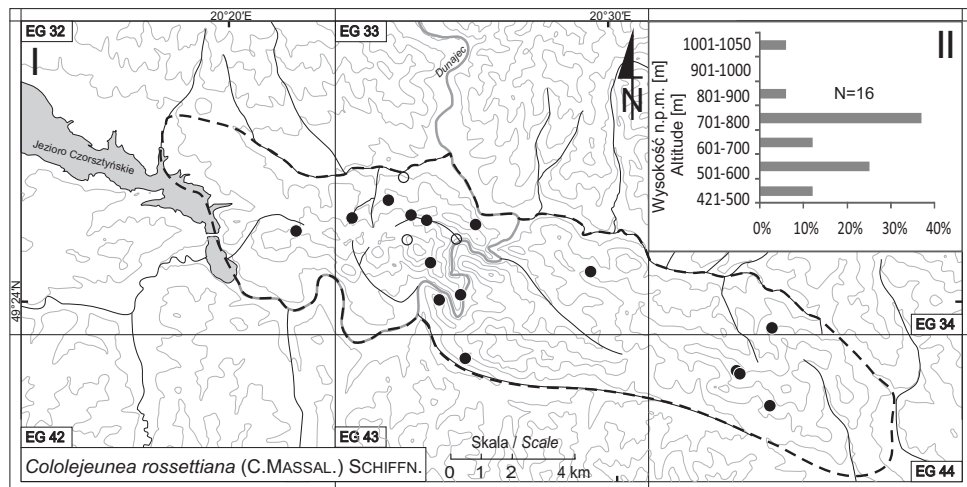 20°20'E
20°30'E
EG 32
EG 33
I
II
Dunajec
N
Jezioro Czorsztyńskie
49°24'N
Wysokość n.p.m. [m]
Altitude [m]
1001-1050
901-1000
801-900
701-800
601-700
501-600
421-500
N=16
0% 10% 20% 30% 40%
EG 34
EG 42
EG 43
EG 44
Skala / Scale
0 1 2 4 km
Cololejeunea rossettiana (C.MASSAL.) SCHIFFN.